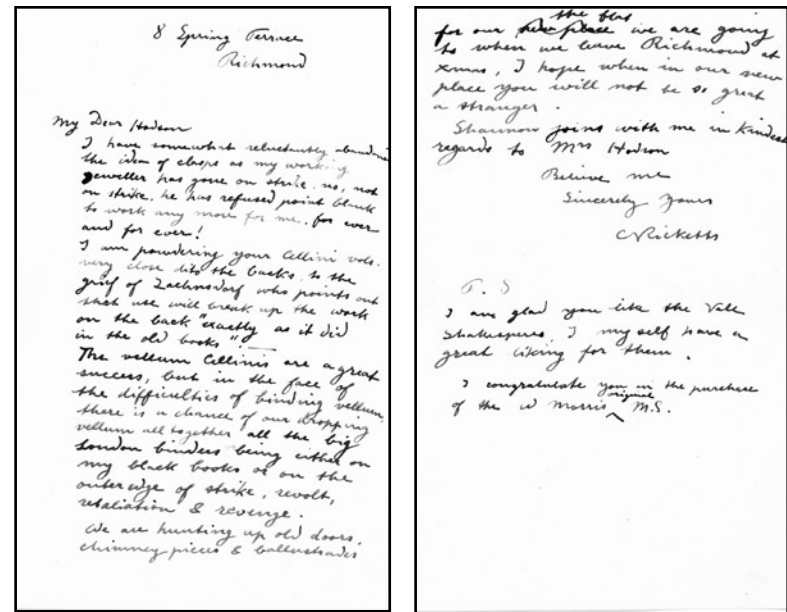 8 Spring Terrace
Richmond
My Dear Hodson
I have somewhat reluctantly abandoned
the idea of clasps as my working
jeweller has gone on strike. no, not
on strike, he has refused point blank
to work any more for me, for ever
and for ever!
I am powdering your Cellini vols.
very close into the backs, to the
grief of Zaehnsdorf who points out
that use will break up the work
on the back "exactly as it did
in the old books".
The vellum Cellinis are a great
success, but in the face of
the difficulties of binding vellum,
there is a chance of our dropping
vellum all together all the big
London binders being either on
my black books or on the
outer edge of strike, revolt,
retaliation & revenge.
We are hunting up old doors,
chimney pieces & ballustrades
the flat
for our new place we are going
to when we leave Richmond at
xmas, I hope when in our new
place you will not be so great
a stranger.
Shannon joins with me in kindest
regards to Mrs Hodson
Believe me
Sincerely Yours
CRicketts
P.S
I am glad you like the Vale
Shakespeares, I my self have a
great liking for them.
I congratulate you in the purchase
original
of the W Morris M.S.